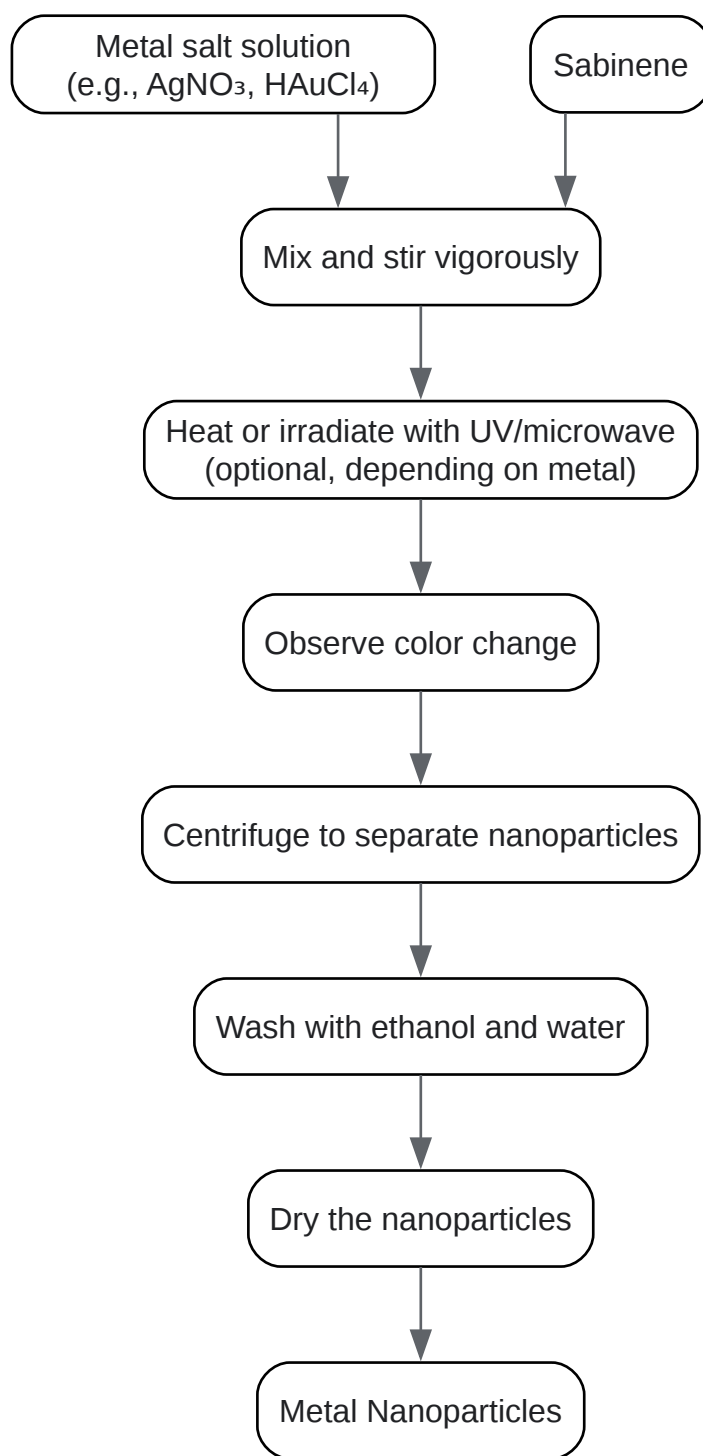 Metal salt solution
(e.g., AgNO₃, HAuCl₄)
Sabinene
Mix and stir vigorously
Heat or irradiate with UV/microwave
(optional, depending on metal)
Observe color change
Centrifuge to separate nanoparticles
Wash with ethanol and water
Dry the nanoparticles
Metal Nanoparticles